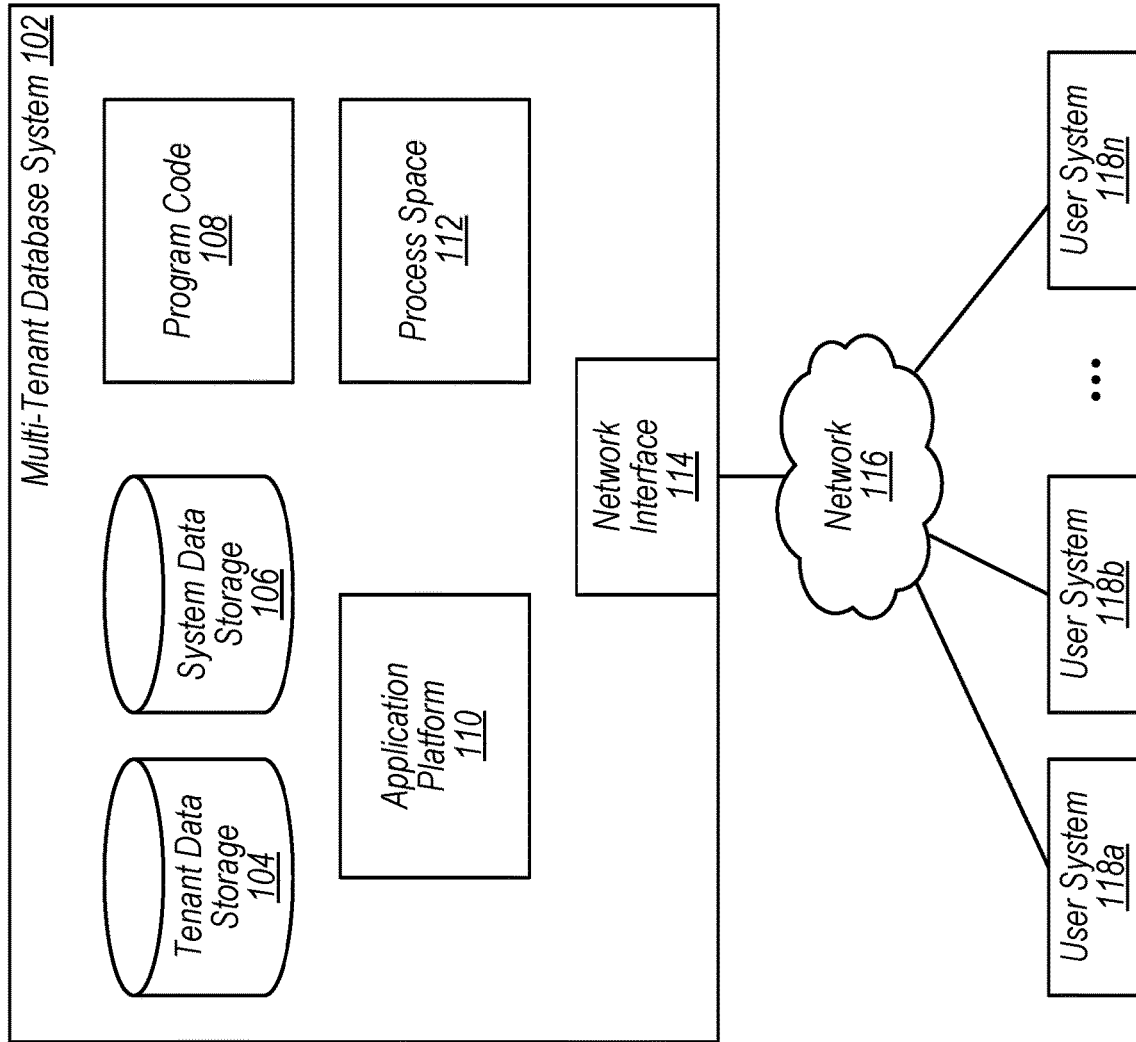 Multi-Tenant Database System 102
Tenant Data
Storage
104
System Data
Storage
106
Program Code
108
Application
Platform
110
Process Space
112
Network
Interface
114
Network
116
User System
118a
User System
118b
...
User System
118n